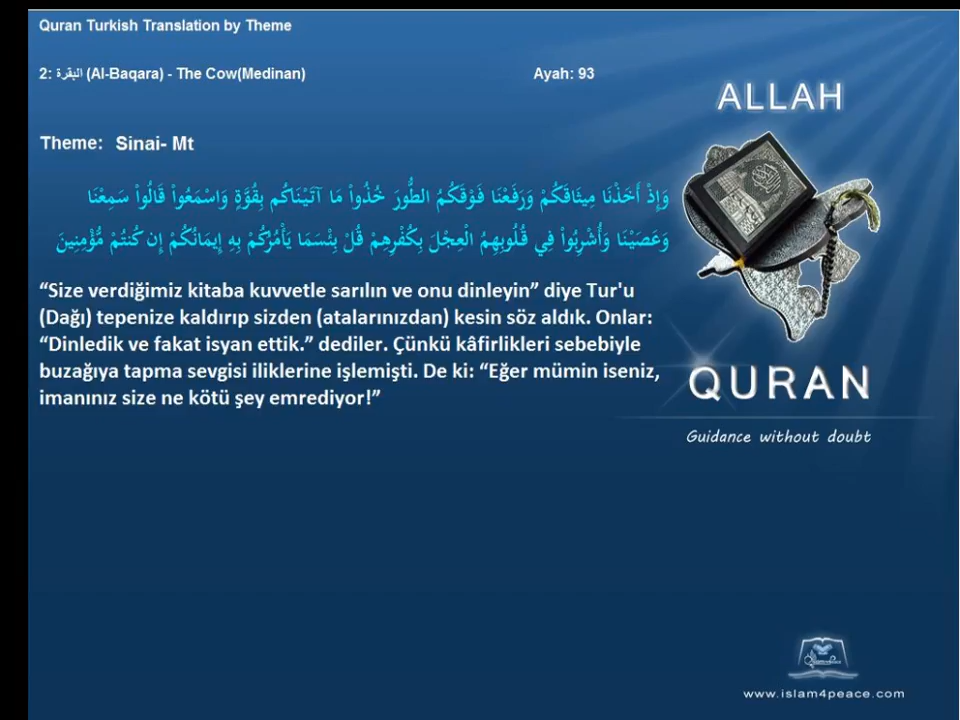 Quran Turkish Translation by Theme
2: البقرة (Al-Baqara) - The Cow(Medinan) Ayah: 93
ALLAH
Theme: Sinai- Mt
وَإِذْ أَخَذْنَا مِيثَاقَكُمْ وَرَفَعْنَا فَوْقَكُمُ الطُّورَ خُذُواْ مَا آتَيْنَاكُم بِقُوَّةٍ وَاسْمَعُواْ قَالُواْ سَمِعْنَا
وَعَصَيْنَا وَأُشْرِبُواْ فِي قُلُوبِهِمُ الْعِجْلَ بِكُفْرِهِمْ قُلْ بِئْسَمَا يَأْمُرُكُمْ بِهِ إِيمَانُكُمْ إِن كُنتُمْ مُّؤْمِنِينَ
“Size verdiğimiz kitaba kuvvetle sarılın ve onu dinleyin” diye Tur'u
(Dağı) tepenize kaldırıp sizden (atalarınızdan) kesin söz aldık. Onlar:
“Dinledik ve fakat isyan ettik.” dediler. Çünkü kâfirlikleri sebebiyle
buzağıya tapma sevgisi iliklerine işlemişti. De ki: “Eğer mümin iseniz,
imanınız size ne kötü şey emrediyor!”
QURAN
Guidance without doubt
www.islam4peace.com